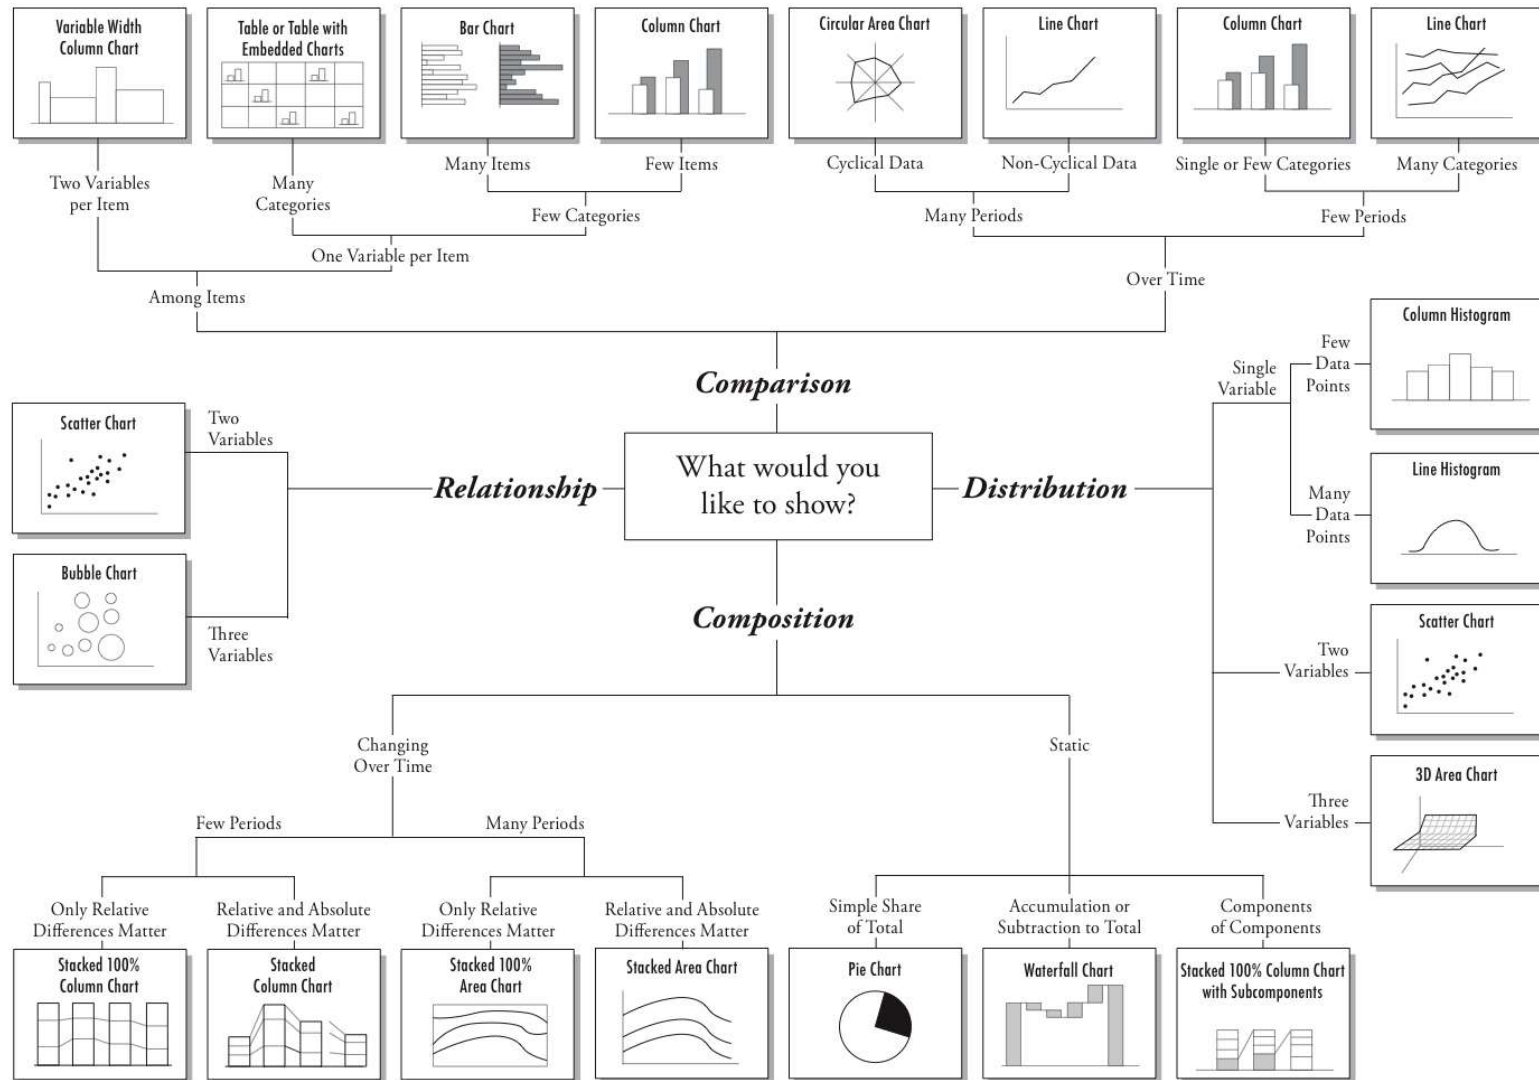 Variable Width
Column Chart
Table or Table with
Embedded Charts
Bar Chart
Column Chart
Circular Area Chart
Line Chart
Column Chart
Line Chart
Two Variables
per Item
Many
Categories
Many Items
Few Items
Cyclical Data
Non-Cyclical Data
Single or Few Categories
Many Categories
Few Categories
Many Periods
Few Periods
One Variable per Item
Over Time
Among Items
Comparison
Single
Variable
Few
Data
Points
Column Histogram
Many
Data
Points
Line Histogram
Scatter Chart
Two
Variables
Relationship
What would you
like to show?
Distribution
Bubble Chart
Three
Variables
Composition
Two
Variables
Scatter Chart
Three
Variables
3D Area Chart
Changing
Over Time
Static
Few Periods
Many Periods
Only Relative
Differences Matter
Relative and Absolute
Differences Matter
Only Relative
Differences Matter
Relative and Absolute
Differences Matter
Simple Share
of Total
Accumulation or
Subtraction to Total
Components
of Components
Stacked 100%
Column Chart
Stacked
Column Chart
Stacked 100%
Area Chart
Stacked Area Chart
Pie Chart
Waterfall Chart
Stacked 100% Column Chart
with Subcomponents